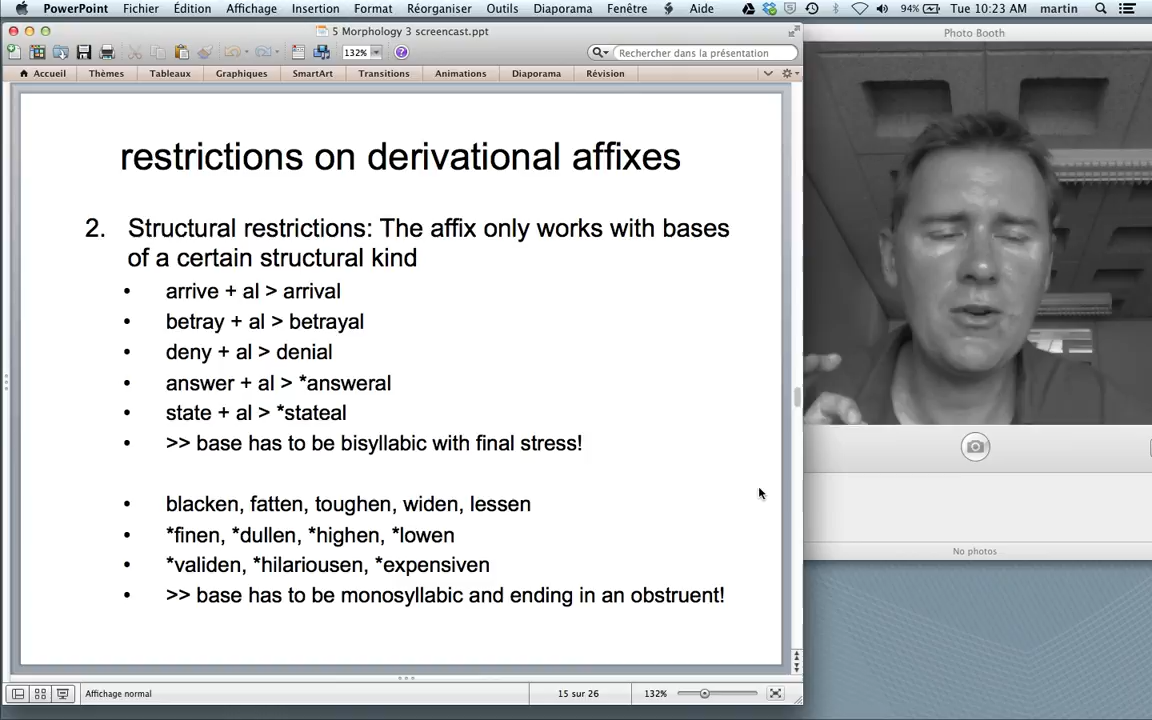 PowerPoint Fichier Édition Affichage Insertion Format Réorganiser Outils Diaporama Fenêtre Aide 94% Tue 10:23 AM martin
5 Morphology 3 screencast.ppt
Photo Booth
132% Rechercher dans la présentation
Accueil Thèmes Tableaux Graphiques SmartArt Transitions Animations Diaporama Révision
restrictions on derivational affixes
2. Structural restrictions: The affix only works with bases
of a certain structural kind
• arrive + al > arrival
• betray + al > betrayal
• deny + al > denial
• answer + al > *answeral
• state + al > *stateal
• >> base has to be bisyllabic with final stress!
• blacken, fatten, toughen, widen, lessen
• *finen, *dullen, *highen, *lowen
• *validen, *hilariousen, *expensiven
• >> base has to be monosyllabic and ending in an obstruent!
No photos
Affichage normal 15 sur 26 132%